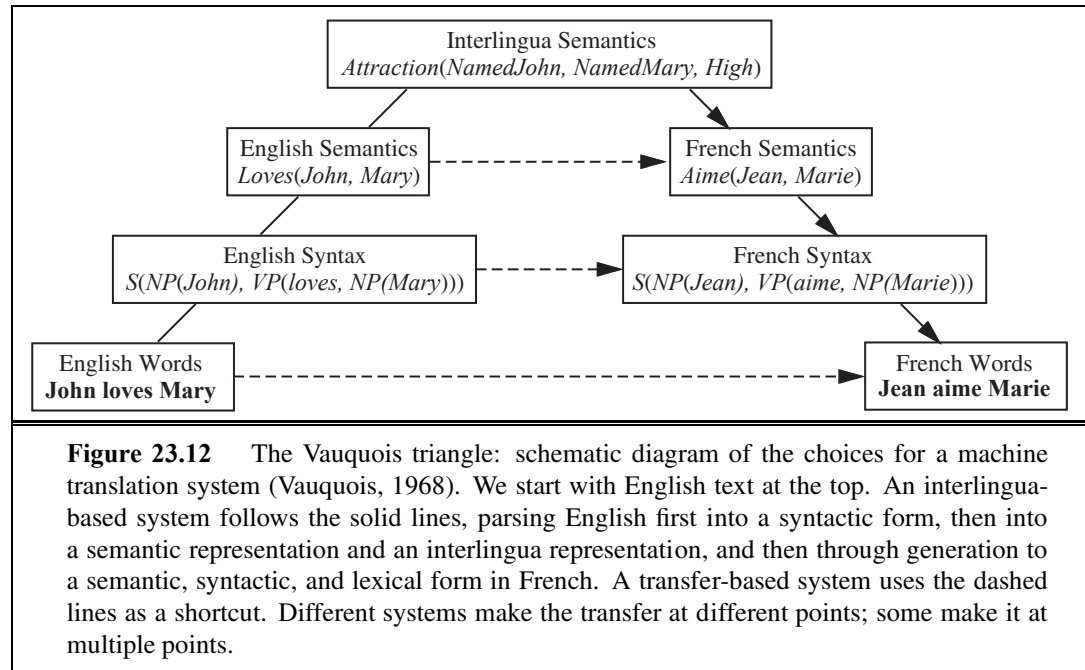 Interlingua Semantics
Attraction(NamedJohn, NamedMary, High)
English Semantics
Loves(John, Mary)
French Semantics
Aime(Jean, Marie)
English Syntax
S(NP(John), VP(loves, NP(Mary)))
French Syntax
S(NP(Jean), VP(aime, NP(Marie)))
English Words
John loves Mary
French Words
Jean aime Marie
Figure 23.12 The Vauquois triangle: schematic diagram of the choices for a machine
translation system (Vauquois, 1968). We start with English text at the top. An interlingua-
based system follows the solid lines, parsing English first into a syntactic form, then into
a semantic representation and an interlingua representation, and then through generation to
a semantic, syntactic, and lexical form in French. A transfer-based system uses the dashed
lines as a shortcut. Different systems make the transfer at different points; some make it at
multiple points.